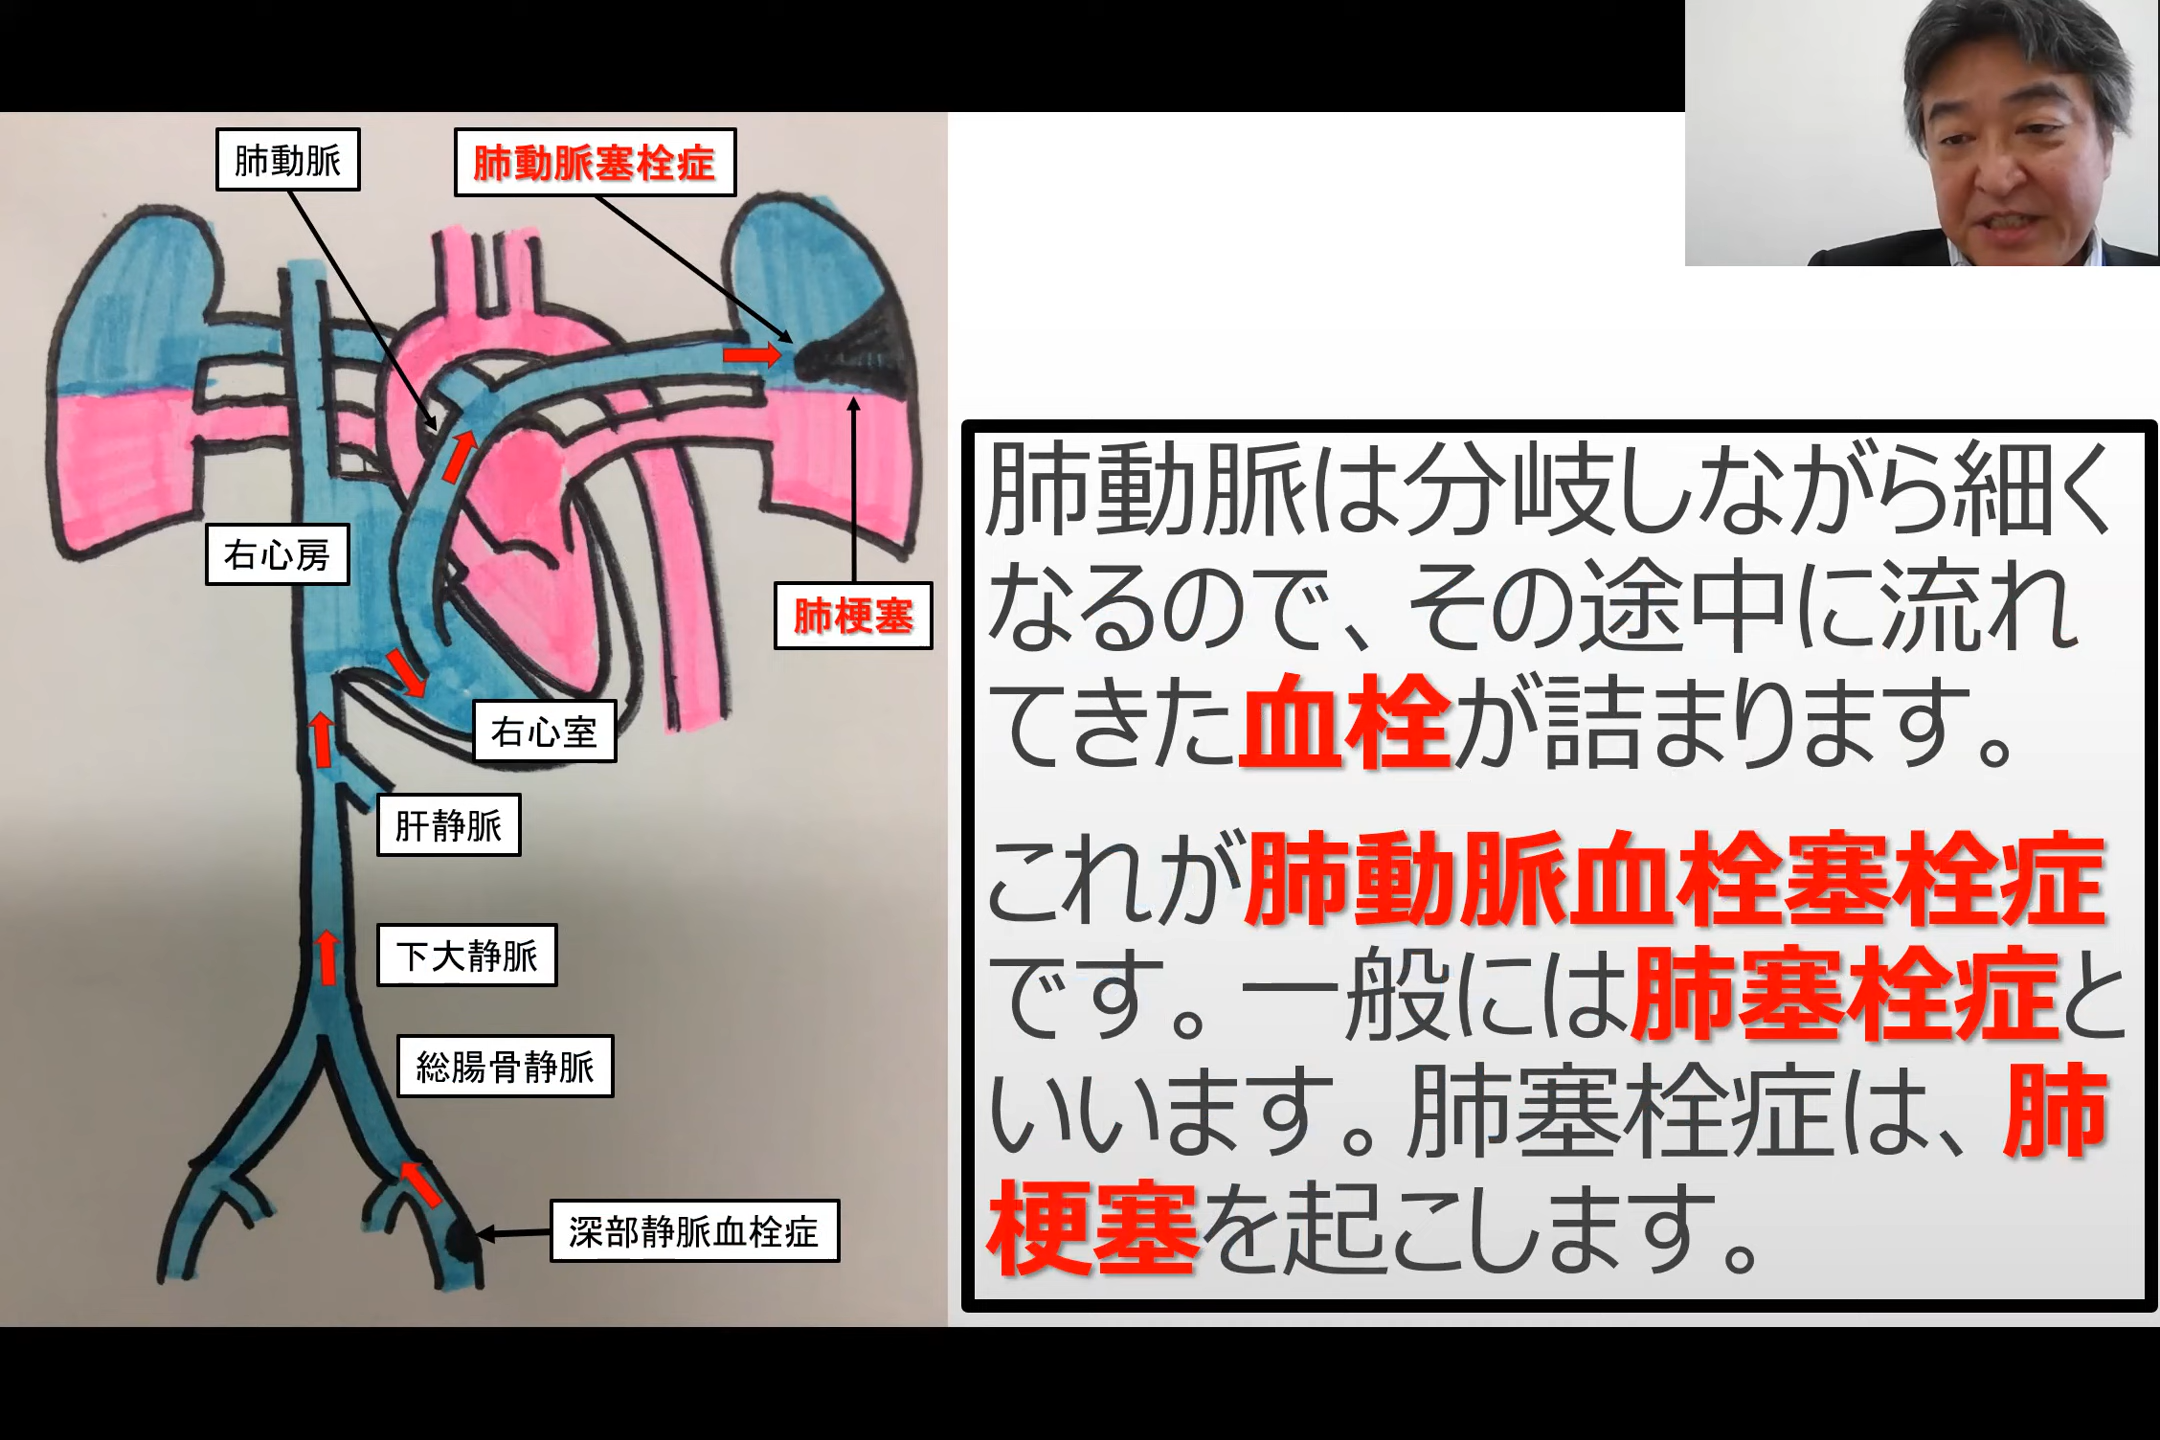 肺動脈
肺動脈塞栓症
右心房
肺梗塞
右心室
肝静脈
下大静脈
総腸骨静脈
深部静脈血栓症
肺動脈は分岐しながら細く
なるので、その途中に流れ
てきた血栓が詰まります。
これが肺動脈血栓塞栓症
です。一般には肺塞栓症と
いいます。肺塞栓症は、肺
梗塞を起こします。